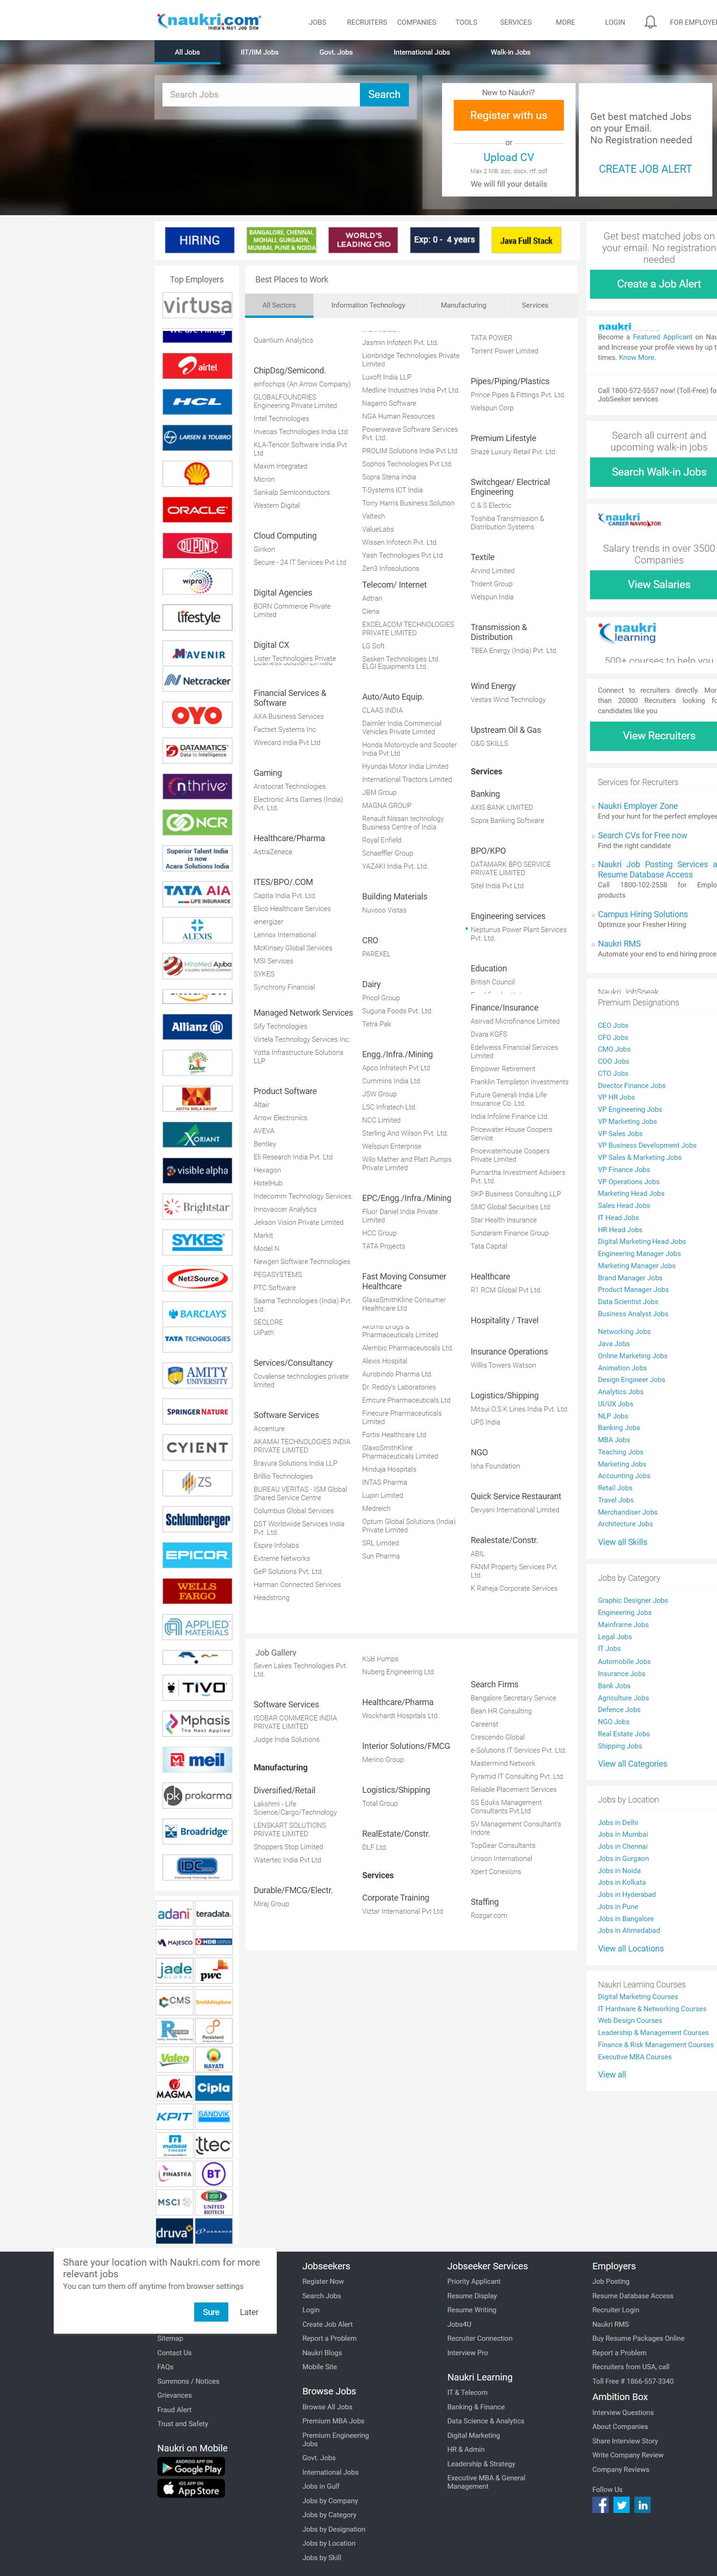 naukri.com
India's No.1 Job Site
JOBS
RECRUITERS
COMPANIES
TOOLS
SERVICES
MORE
LOGIN
All Jobs
IIT/IIM Jobs
Govt. Jobs
International Jobs
Walk-in Jobs
Search Jobs
Search
New to Naukri?
Register with us
or
Upload CV
Max 2 MB, doc, docx, rtf, pdf
We will fill your details
Get best matched Jobs
on your Email.
No Registration needed
CREATE JOB ALERT
HIRING
BANGALORE, CHENNAI,
MOHALI, GURGAON,
MUMBAI, PUNE & NOIDA
WORLD'S
LEADING CRO
Exp: 0 - 4 years
Java Full Stack
Top Employers
virtusa
airtel
HCL
LARSEN & TOUBRO
ORACLE
DU PONT
wipro
lifestyle
MAVENIR
Netcracker
OYO
DATAMATICS
Data to Intelligence
nthrive
NCR
Superior Talent India
is now
Acara Solutions India
TATA AIA
LIFE INSURANCE
ALEXIS
MiraMed Ajuba
Allianz
Dabur
ADITYA BIRLA GROUP
XORIANT
visible alpha
Brightstar
SYKES
Net2Source
BARCLAYS
TATA TECHNOLOGIES
AMITY
UNIVERSITY
SPRINGER NATURE
CYIENT
ZS
Schlumberger
EPICOR
WELLS
FARGO
APPLIED
MATERIALS
TIVO
Mphasis
The Next Applied
meil
pk prokarma
Broadridge
IDC
adani
teradata.
MAJESCO
HDB
jade
GLOBAL
pwc
CMS
Persistent
Valeo
NAYATI
MAGMA
Cipla
KPIT
SANDVIK
ttec
FINASTRA
BT
MSCI
UNITED
BIOTECH
druva
Best Places to Work
All Sectors
Information Technology
Manufacturing
Services
Quantium Analytics
ChipDsg/Semicond.
einfochips (An Arrow Company)
GLOBALFOUNDRIES
Engineering Private Limited
Intel Technologies
Invecas Technologies India Ltd
KLA-Tencor Software India Pvt
Ltd
Maxim Integrated
Micron
Sankalp Semiconductors
Western Digital
Cloud Computing
Ginkon
Secure - 24 IT Services Pvt Ltd
Digital Agencies
BORN Commerce Private
Limited
Digital CX
Lister Technologies Private
Financial Services &
Software
AXA Business Services
Factset Systems Inc.
Wirecard india Pvt Ltd
Gaming
Aristocrat Technologies
Electronic Arts Games (India)
Pvt. Ltd.
Healthcare/Pharma
AstraZeneca
ITES/BPO/.COM
Capita India Pvt. Ltd.
Elico Healthcare Services
ienergizer
Lennox International
McKinsey Global Services
MSI Services
SYKES
Synchrony Financial
Managed Network Services
Sify Technologies
Virtela Technology Services Inc.
Yotta Infrastructure Solutions
LLP
Product Software
Altair
Arrow Electronics
AVEVA
Bentley
Eli Research India Pvt. Ltd
Hexagon
HotelHub
Indecomm Technology Services
Innovaccer Analytics
Jekson Vision Private Limited
Markit
Model N
Newgen Software Technologies
PEGASYSTEMS
PTC Software
Saama Technologies (India) Pvt.
Ltd.
SECLORE
UiPath
Services/Consultancy
Covalense technologies private
limited
Software Services
Accenture
AKAMAI TECHNOLOGIES INDIA
PRIVATE LIMITED
Bravura Solutions India LLP
Brillio Technologies
BUREAU VERITAS - ISM Global
Shared Service Centre
Columbus Global Services
DST Worldwide Services India
Pvt. Ltd.
Espire Infolabs
Extreme Networks
GeP Solutions Pvt. Ltd.
Harman Connected Services
Headstrong
Jasmin Infotech Pvt. Ltd.
Lionbridge Technologies Private
Limited
Luxoft India LLP
Medline Industries India Pvt Ltd.
Nagarro Software
NGA Human Resources
Powerweave Software Services
Pvt. Ltd.
PROLIM Solutions India Pvt Ltd
Sophos Technologies Pvt Ltd.
Sopra Steria India
T-Systems ICT India
Torry Harris Business Solution
Valtech
ValueLabs
Wissen Infotech Pvt. Ltd.
Yash Technologies Pvt Ltd
Zen3 Infosolutions
Telecom/ Internet
Adtran
Ciena
EXCELACOM TECHNOLOGIES
PRIVATE LIMITED
LG Soft
Sasken Technologies Ltd.
ELGI Equipments Ltd.
Auto/Auto Equip.
CLAAS INDIA
Daimler India Commercial
Vehicles Private Limited
Honda Motorcycle and Scooter
India Pvt Ltd
Hyundai Motor India Limited
International Tractors Limited
JBM Group
MAGNA GROUP
Renault Nissan technology
Business Centre of India
Royal Enfield
Schaeffler Group
YAZAKI India Pvt. Ltd.
Building Materials
Nuvoco Vistas
CRO
PAREXEL
Dairy
Pricol Group
Suguna Foods Pvt. Ltd.
Tetra Pak
Engg./Infra./Mining
Apco Infratech Pvt Ltd
Cummins India Ltd.
JSW Group
LSC Infratech Ltd.
NCC Limited
Sterling And Wilson Pvt. Ltd.
Welspun Enterprise
Wilo Mather and Platt Pumps
Private Limited
EPC/Engg./Infra./Mining
Fluor Daniel India Private
Limited
HCC Group
TATA Projects
Fast Moving Consumer
Healthcare
GlaxoSmithKline Consumer
Healthcare Ltd
Akums Drugs &
Pharmaceuticals Limited
Alembic Pharmaceuticals Ltd.
Alexis Hospital
Aurobindo Pharma Ltd.
Dr. Reddy's Laboratories
Emcure Pharmaceuticals Ltd
Finecure Pharmaceuticals
Limited
Fortis Healthcare Ltd
GlaxoSmithKline
Pharmaceuticals Limited
Hinduja Hospitals
INTAS Pharma
Lupin Limited
Medreich
Optum Global Solutions (India)
Private Limited
SRL Limited
Sun Pharma
TATA POWER
Torrent Power Limited
Pipes/Piping/Plastics
Prince Pipes & Fittings Pvt. Ltd.
Welspun Corp
Premium Lifestyle
Shazé Luxury Retail Pvt. Ltd.
Switchgear/ Electrical
Engineering
C & S Electric
Toshiba Transmission &
Distribution Systems
Textile
Arvind Limited
Trident Group
Welspun India
Transmission &
Distribution
TBEA Energy (India) Pvt. Ltd.
Wind Energy
Vestas Wind Technology
Upstream Oil & Gas
O&G SKILLS
Services
Banking
AXIS BANK LIMITED
Sopra Banking Software
BPO/KPO
DATAMARK BPO SERVICE
PRIVATE LIMITED
Sitel India Pvt Ltd
Engineering services
Neptunus Power Plant Services
Pvt. Ltd.
Education
British Council
Finance/Insurance
Asirvad Microfinance Limited
Dvara KGFS
Edelweiss Financial Services
Limited
Empower Retirement
Franklin Templeton Investments
Future Generali India Life
Insurance Co. Ltd.
India Infoline Finance Ltd.
Pricewater House Coopers
Service
Pricewaterhouse Coopers
Private Limited
Purnartha Investment Advisers
Pvt. Ltd.
SKP Business Consulting LLP
SMC Global Securities Ltd
Star Health Insurance
Sundaram Finance Group
Tata Capital
Healthcare
R1 RCM Global Pvt Ltd.
Hospitality / Travel
Insurance Operations
Willis Towers Watson
Logistics/Shipping
Mitsui O.S.K Lines India Pvt. Ltd.
UPS India
NGO
Isha Foundation
Quick Service Restaurant
Devyani International Limited
Realestate/Constr.
ABIL
FANM Property Services Pvt.
Ltd
K Raheja Corporate Services
Job Gallery
Seven Lakes Technologies Pvt.
Ltd.
Software Services
ISOBAR COMMERCE INDIA
PRIVATE LIMITED
Judge India Solutions
Manufacturing
Diversified/Retail
Lakshmi - Life
Science/Cargo/Technology
LENSKART SOLUTIONS
PRIVATE LIMITED
Shoppers Stop Limited
Watertec India Pvt Ltd
Durable/FMCG/Electr.
Miraj Group
KSB Pumps
Nuberg Engineering Ltd
Healthcare/Pharma
Wockhardt Hospitals Ltd.
Interior Solutions/FMCG
Merino Group
Logistics/Shipping
Total Group
RealEstate/Constr.
DLF Ltd.
Services
Corporate Training
Viztar International Pvt Ltd
Search Firms
Bangalore Secretary Service
Bean HR Consulting
Careerist
Crescendo Global
e-Solutions IT Services Pvt. Ltd.
Mastermind Network
Pyramid IT Consulting Pvt. Ltd.
Reliable Placement Services
SS Eduks Management
Consultants Pvt.Ltd
SV Management Consultant's
Indore
TopGear Consultants
Unison International
Xpert Conexions
Staffing
Rozgar.com
Get best matched jobs on
your email. No registration
needed
Create a Job Alert
naukri
Become a Featured Applicant on
and Increase your profile views by up
times. Know More.
Call 1800-572-5557 now! (Toll-Free)
JobSeeker services
Search all current and
upcoming walk-in jobs
Search Walk-in Jobs
naukri
CAREER NAVIGATOR
Salary trends in over 3500
Companies
View Salaries
naukri
learning
500+ courses to help you
Connect to recruiters directly.
than 20000 Recruiters looking
candidates like you
View Recruiters
Services for Recruiters
Naukri Employer Zone
End your hunt for the perfect employee
Search CVs for Free now
Find the right candidate
Naukri Job Posting Services
Resume Database Access
Call 1800-102-2558 for
products
Campus Hiring Solutions
Optimize your Fresher Hiring
Naukri RMS
Automate your end to end hiring
Naukri JobSpeak
Premium Designations
CEO Jobs
CFO Jobs
CMO Jobs
COO Jobs
CTO Jobs
Director Finance Jobs
VP HR Jobs
VP Engineering Jobs
VP Marketing Jobs
VP Sales Jobs
VP Business Development Jobs
VP Sales & Marketing Jobs
VP Finance Jobs
VP Operations Jobs
Marketing Head Jobs
Sales Head Jobs
IT Head Jobs
HR Head Jobs
Digital Marketing Head Jobs
Engineering Manager Jobs
Marketing Manager Jobs
Brand Manager Jobs
Product Manager Jobs
Data Scientist Jobs
Business Analyst Jobs
Networking Jobs
Java Jobs
Online Marketing Jobs
Animation Jobs
Design Engineer Jobs
Analytics Jobs
UI/UX Jobs
NLP Jobs
Banking Jobs
MBA Jobs
Teaching Jobs
Marketing Jobs
Accounting Jobs
Retail Jobs
Travel Jobs
Merchandiser Jobs
Architecture Jobs
View all Skills
Jobs by Category
Graphic Designer Jobs
Engineering Jobs
Mainframe Jobs
Legal Jobs
IT Jobs
Automobile Jobs
Insurance Jobs
Bank Jobs
Agriculture Jobs
Defence Jobs
NGO Jobs
Real Estate Jobs
Shipping Jobs
View all Categories
Jobs by Location
Jobs in Delhi
Jobs in Mumbai
Jobs in Chennai
Jobs in Gurgaon
Jobs in Noida
Jobs in Kolkata
Jobs in Hyderabad
Jobs in Pune
Jobs in Bangalore
Jobs in Ahmedabad
View all Locations
Naukri Learning Courses
Digital Marketing Courses
IT Hardware & Networking Courses
Web Design Courses
Leadership & Management Courses
Finance & Risk Management Courses
Executive MBA Courses
View all
Share your location with Naukri.com for more
relevant jobs
You can turn them off anytime from browser settings
Sure
Later
Sitemap
Contact Us
FAQs
Summons / Notices
Grievances
Fraud Alert
Trust and Safety
Naukri on Mobile
ANDROID APP ON
Google Play
IOS APP ON
App Store
Jobseekers
Register Now
Search Jobs
Login
Create Job Alert
Report a Problem
Naukri Blogs
Mobile Site
Browse Jobs
Browse All Jobs
Premium MBA Jobs
Premium Engineering
Jobs
Govt. Jobs
International Jobs
Jobs in Gulf
Jobs by Company
Jobs by Category
Jobs by Designation
Jobs by Location
Jobs by Skill
Jobseeker Services
Priority Applicant
Resume Display
Resume Writing
Jobs4U
Recruiter Connection
Interview Pro
Naukri Learning
IT & Telecom
Banking & Finance
Data Science & Analytics
Digital Marketing
HR & Admin
Leadership & Strategy
Executive MBA & General
Management
Employers
Job Posting
Resume Database Access
Recruiter Login
Naukri RMS
Buy Resume Packages Online
Report a Problem
Recruiters from USA, call
Toll Free # 1866-557-3340
Ambition Box
Interview Questions
About Companies
Share Interview Story
Write Company Review
Company Reviews
Follow Us